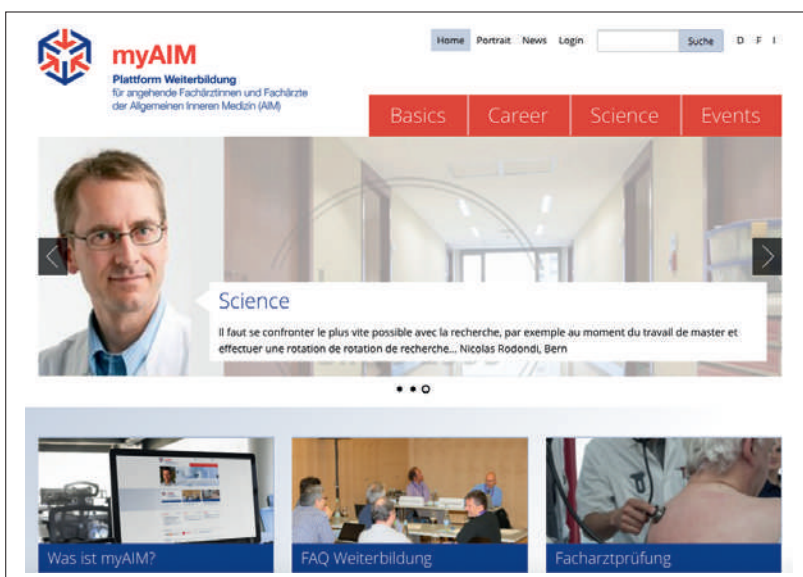 Home Portrait News Login Suche D F I
myAIM
Plattform Weiterbildung
für angehende Fachärztinnen und Fachärzte
der Allgemeinen Inneren Medizin (AIM)
Basics Career Science Events
Science
Il faut se confronter le plus vite possible avec la recherche, par exemple au moment du travail de master et
effectuer une rotation de rotation de recherche... Nicolas Rodondi, Bern
Was ist myAIM?
FAQ Weiterbildung
Facharztprüfung